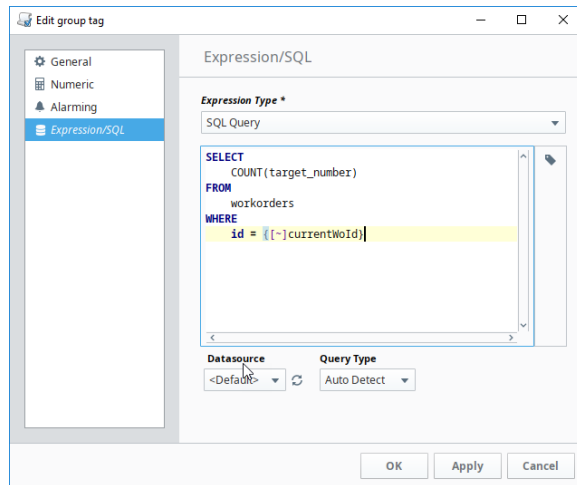 Edit group tag
General
Numeric
Alarming
Expression/SQL
Expression/SQL
Expression Type *
SQL Query
SELECT
COUNT(target_number)
FROM
workorders
WHERE
id = {[~]currentWoId}
Datasource
Query Type
<Default>
Auto Detect
OK
Apply
Cancel